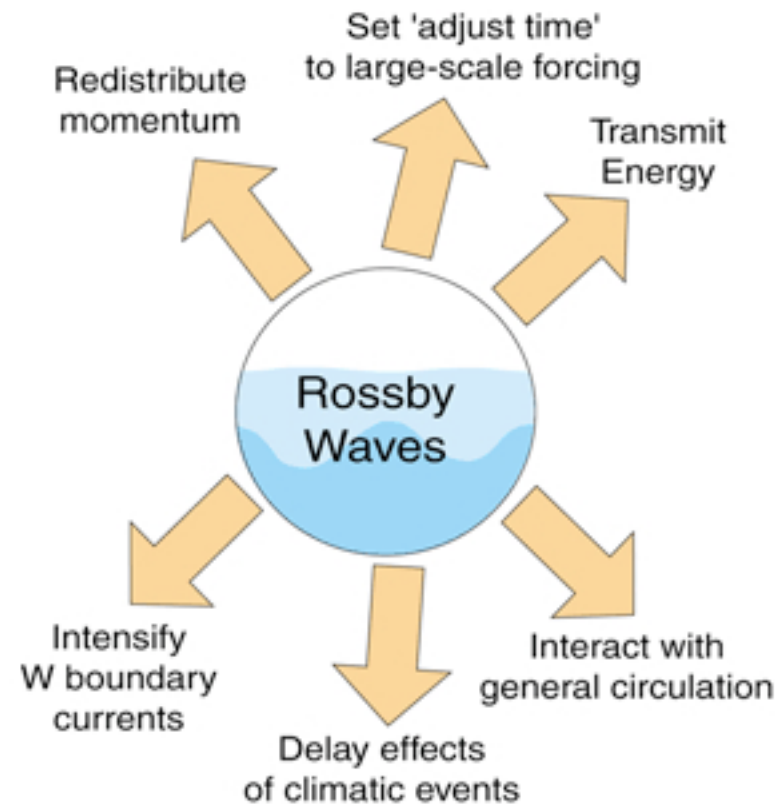 Set 'adjust time'
to large-scale forcing
Redistribute
momentum
Transmit
Energy
Rossby
Waves
Intensify
W boundary
currents
Interact with
general circulation
Delay effects
of climatic events